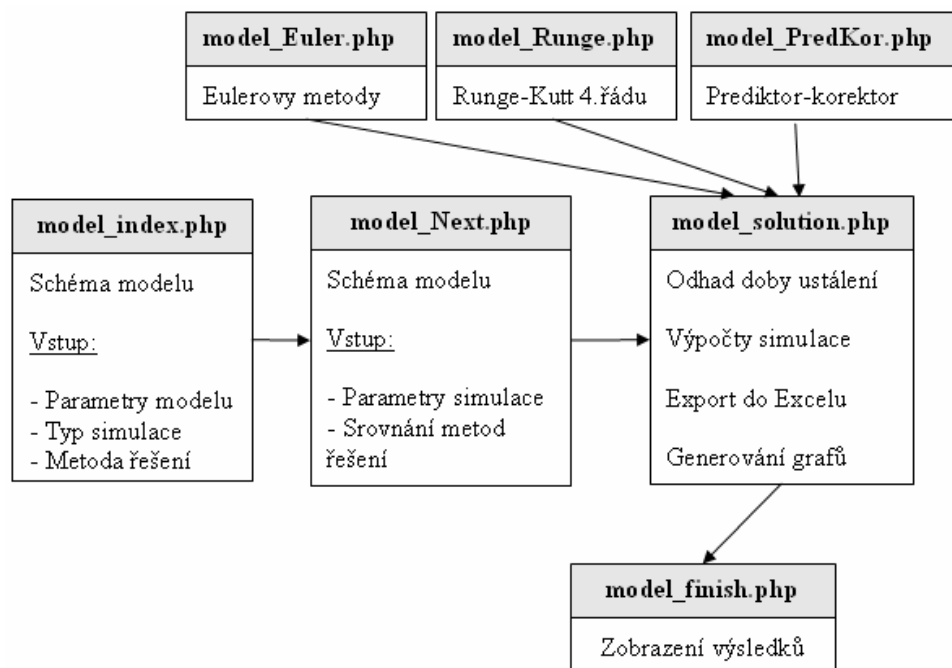 model_Euler.php
Eulerovy metody
model_Runge.php
Runge-Kutt 4.řádu
model_PredKor.php
Prediktor-korektor
model_index.php
Schéma modelu
Vstup:
- Parametry modelu
- Typ simulace
- Metoda řešení
model_Next.php
Schéma modelu
Vstup:
- Parametry simulace
- Srovnání metod
řešení
model_solution.php
Odhad doby ustálení
Výpočty simulace
Export do Excelu
Generování grafů
model_finish.php
Zobrazení výsledků